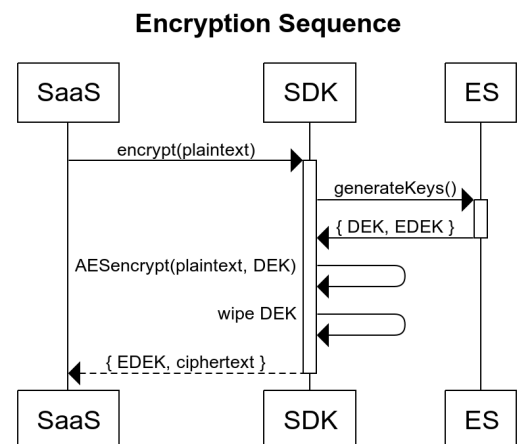 Encryption Sequence
SaaS SDK ES
encrypt(plaintext)
generateKeys()
{ DEK, EDEK }
AESencrypt(plaintext, DEK)
wipe DEK
{ EDEK, ciphertext }
SaaS SDK ES